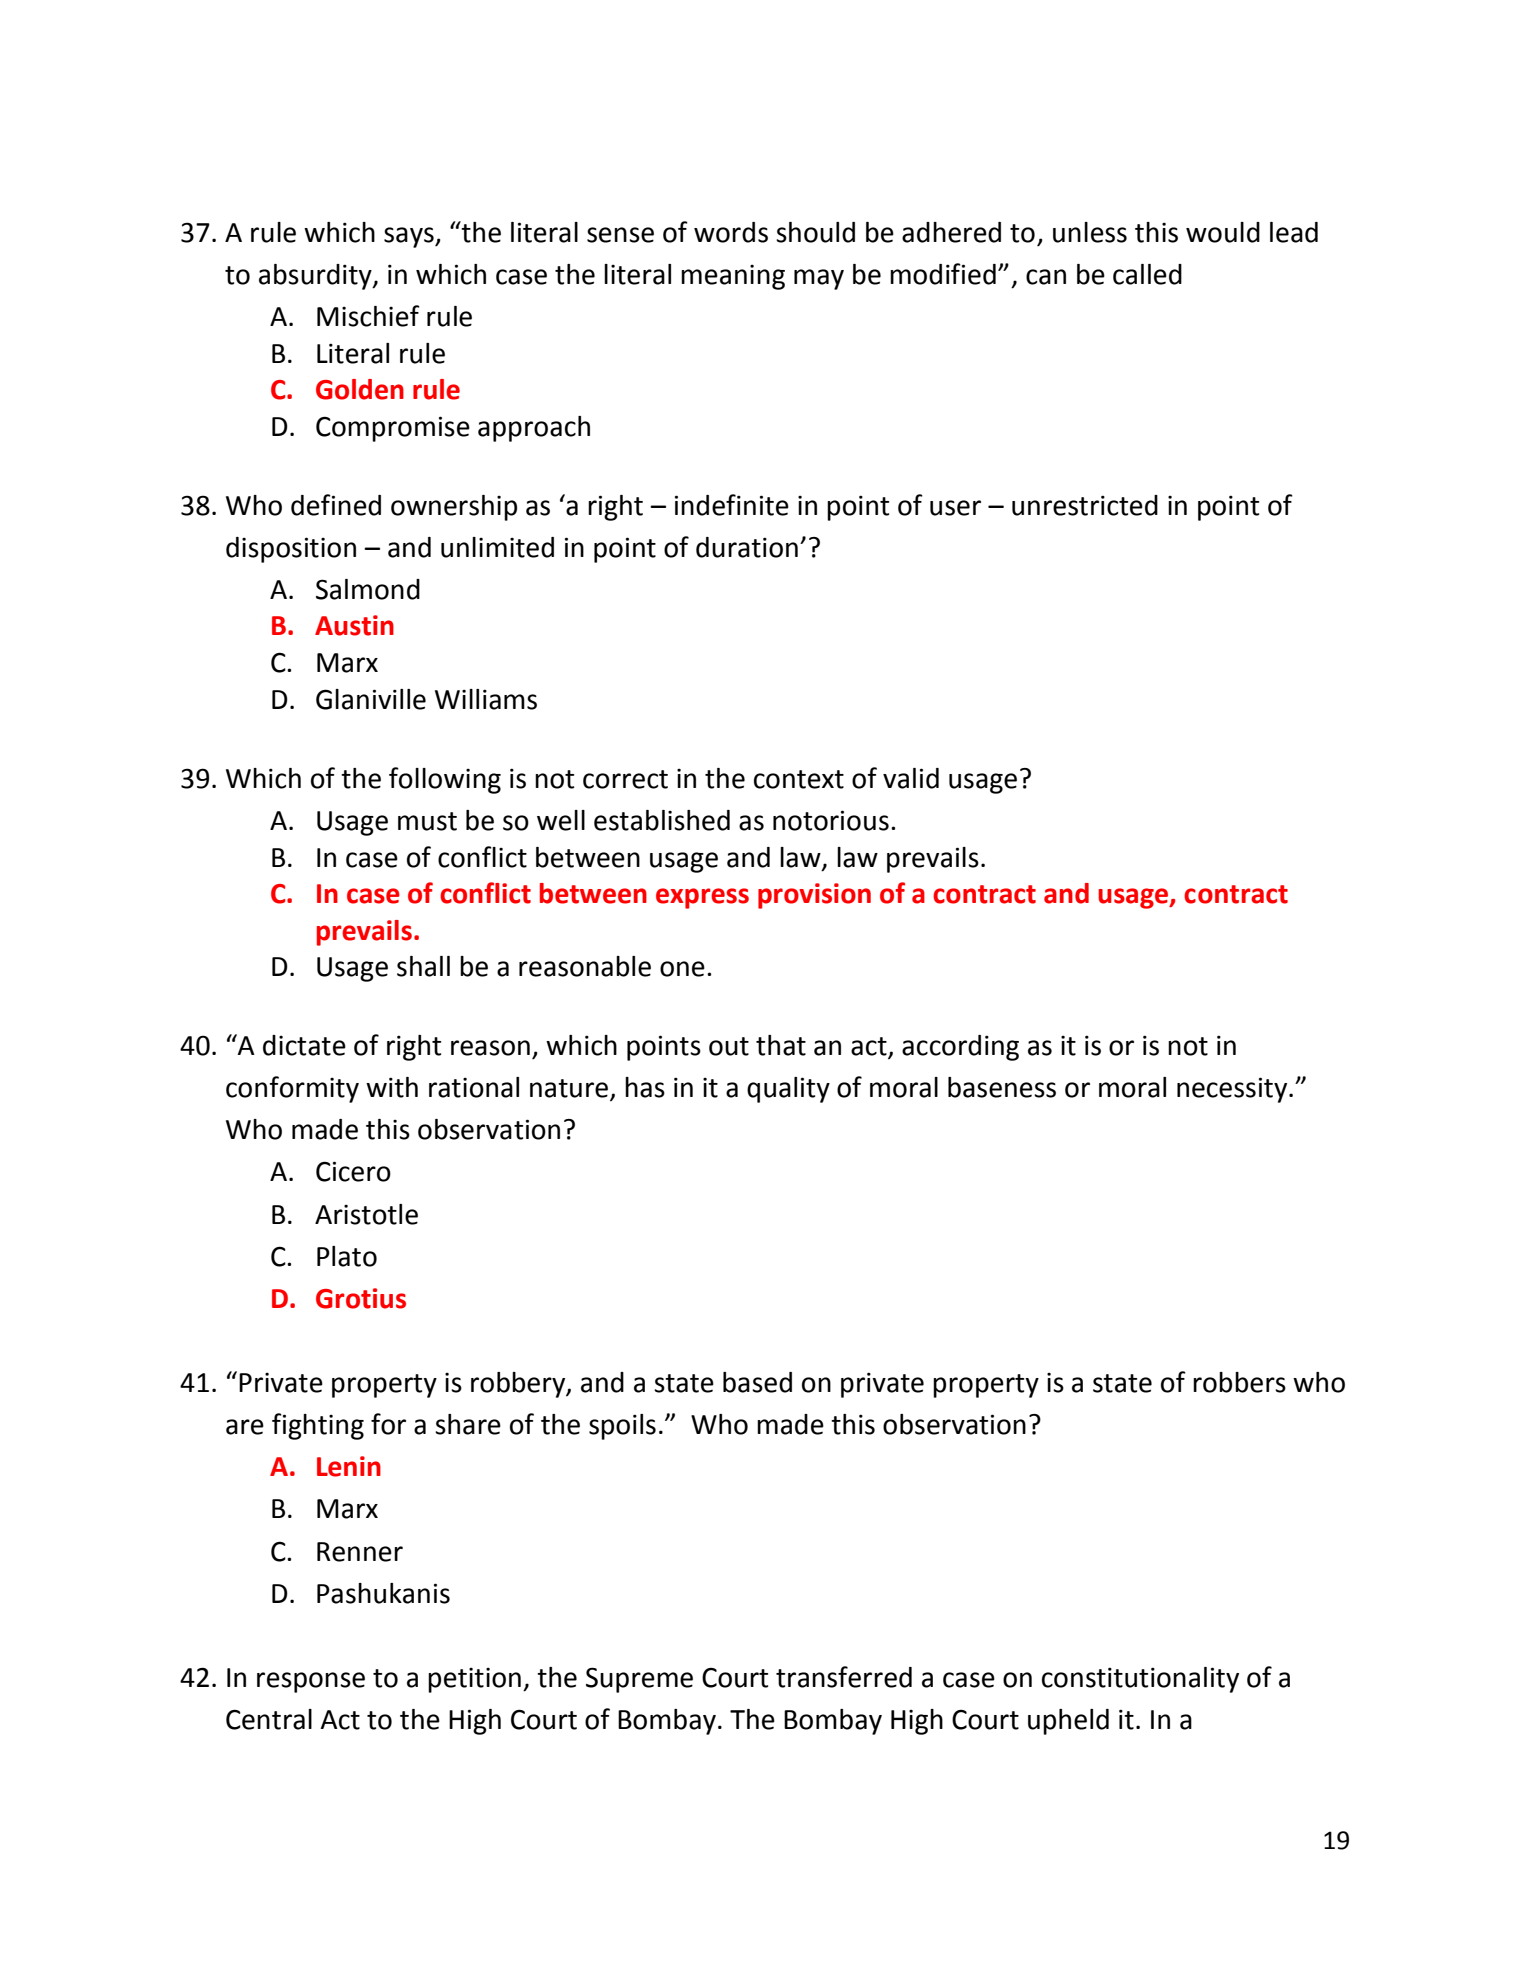 37. A rule which says, “the literal sense of words should be adhered to, unless this would lead
to absurdity, in which case the literal meaning may be modified”, can be called
A. Mischief rule
B. Literal rule
C. Golden rule
D. Compromise approach
38. Who defined ownership as ‘a right – indefinite in point of user – unrestricted in point of
disposition – and unlimited in point of duration’?
A. Salmond
B. Austin
C. Marx
D. Glaniville Williams
39. Which of the following is not correct in the context of valid usage?
A. Usage must be so well established as notorious.
B. In case of conflict between usage and law, law prevails.
C. In case of conflict between express provision of a contract and usage, contract
prevails.
D. Usage shall be a reasonable one.
40. “A dictate of right reason, which points out that an act, according as it is or is not in
conformity with rational nature, has in it a quality of moral baseness or moral necessity.”
Who made this observation?
A. Cicero
B. Aristotle
C. Plato
D. Grotius
41. “Private property is robbery, and a state based on private property is a state of robbers who
are fighting for a share of the spoils.” Who made this observation?
A. Lenin
B. Marx
C. Renner
D. Pashukanis
42. In response to a petition, the Supreme Court transferred a case on constitutionality of a
Central Act to the High Court of Bombay. The Bombay High Court upheld it. In a
19